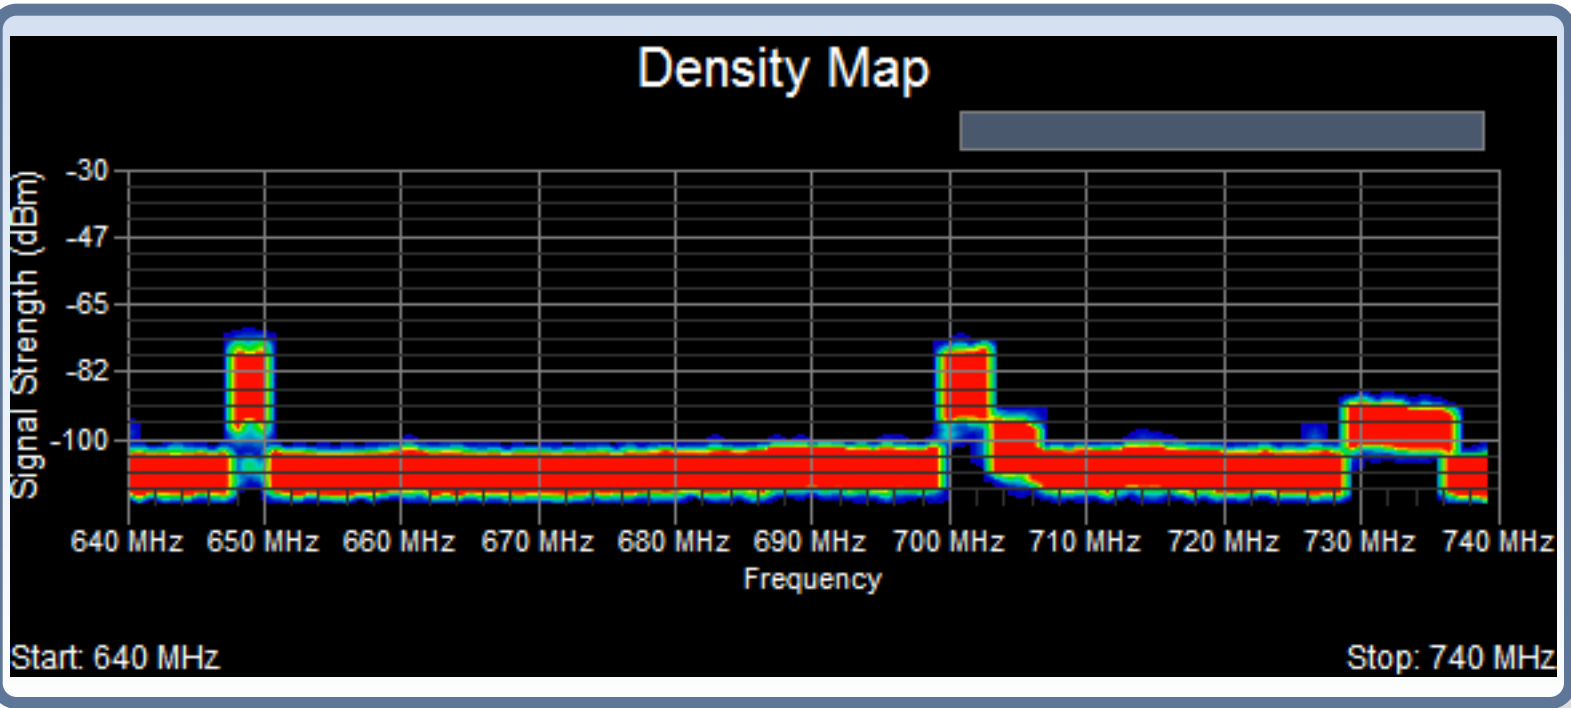 Density Map
-30
-47
-65
-82
-100
Signal Strength (dBm)
640 MHz 650 MHz 660 MHz 670 MHz 680 MHz 690 MHz 700 MHz 710 MHz 720 MHz 730 MHz 740 MHz
Frequency
Start: 640 MHz
Stop: 740 MHz